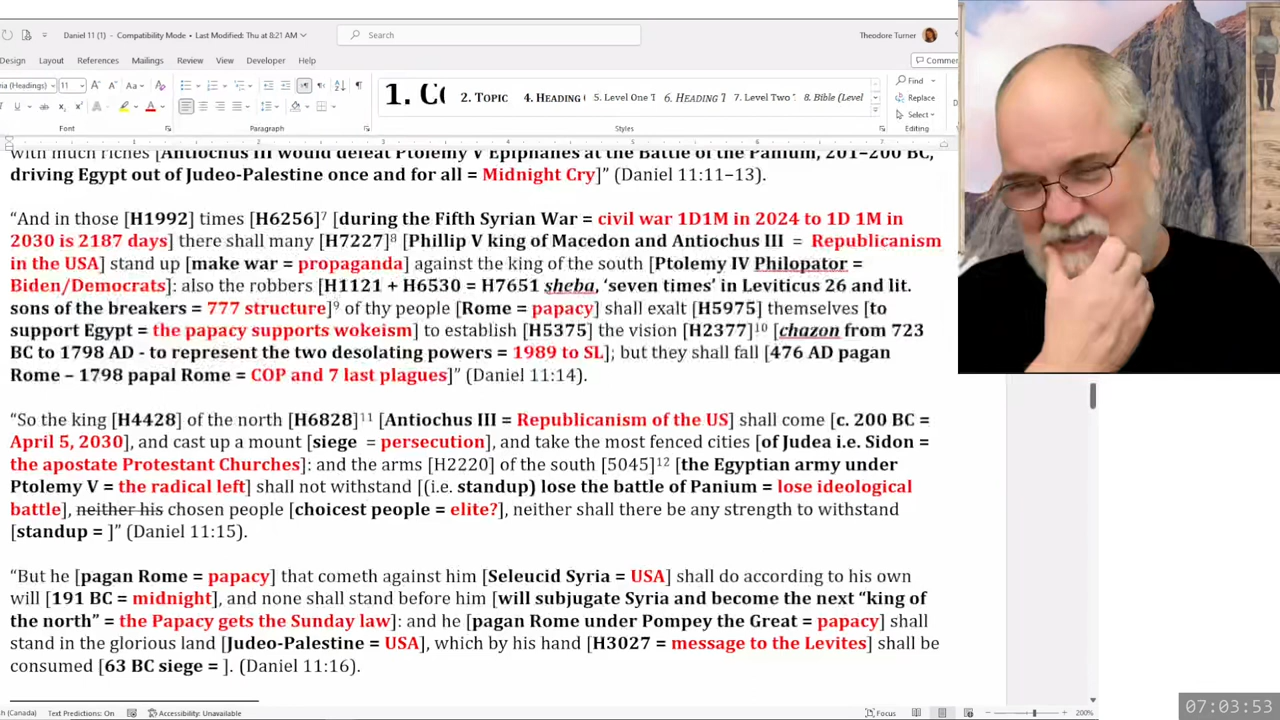 Daniel 11 (1) - Compatibility Mode • Last Modified: Thu at 8:21 AM
Search
Theodore Turner
Design Layout References Mailings Review View Developer Help
Comme
ia (Headings) 11 Aa
Find
1. Co 2. TOPIC 4. HEADING 5. Level One T 6. HEADING T 7. Level Two 8. Bible (Level
Replace
Select
Font Paragraph Styles Editing
1 2 3 4 5 6 7
with much riches [Antiochus III would defeat Ptolemy V Epiphanes at the Battle of the Panium, 201–200 BC,
driving Egypt out of Judeo-Palestine once and for all = Midnight Cry]” (Daniel 11:11–13).
“And in those [H1992] times [H6256]7 [during the Fifth Syrian War = civil war 1D1M in 2024 to 1D 1M in
2030 is 2187 days] there shall many [H7227]8 [Phillip V king of Macedon and Antiochus III = Republicanism
in the USA] stand up [make war = propaganda] against the king of the south [Ptolemy IV Philopator =
Biden/Democrats]: also the robbers [H1121 + H6530 = H7651 sheba, ‘seven times’ in Leviticus 26 and lit.
sons of the breakers = 777 structure]9 of thy people [Rome = papacy] shall exalt [H5975] themselves [to
support Egypt = the papacy supports wokeism] to establish [H5375] the vision [H2377]10 [chazon from 723
BC to 1798 AD - to represent the two desolating powers = 1989 to SL]; but they shall fall [476 AD pagan
Rome – 1798 papal Rome = COP and 7 last plagues]” (Daniel 11:14).
“So the king [H4428] of the north [H6828]11 [Antiochus III = Republicanism of the US] shall come [c. 200 BC =
April 5, 2030], and cast up a mount [siege = persecution], and take the most fenced cities [of Judea i.e. Sidon =
the apostate Protestant Churches]: and the arms [H2220] of the south [5045]12 [the Egyptian army under
Ptolemy V = the radical left] shall not withstand [(i.e. standup) lose the battle of Panium = lose ideological
battle], neither his chosen people [choicest people = elite?], neither shall there be any strength to withstand
[standup = ]” (Daniel 11:15).
“But he [pagan Rome = papacy] that cometh against him [Seleucid Syria = USA] shall do according to his own
will [191 BC = midnight], and none shall stand before him [will subjugate Syria and become the next “king of
the north” = the Papacy gets the Sunday law]: and he [pagan Rome under Pompey the Great = papacy] shall
stand in the glorious land [Judeo-Palestine = USA], which by his hand [H3027 = message to the Levites] shall be
consumed [63 BC siege = ]. (Daniel 11:16).
h (Canada) Text Predictions: On Accessibility: Unavailable Focus 200%
07:03:53